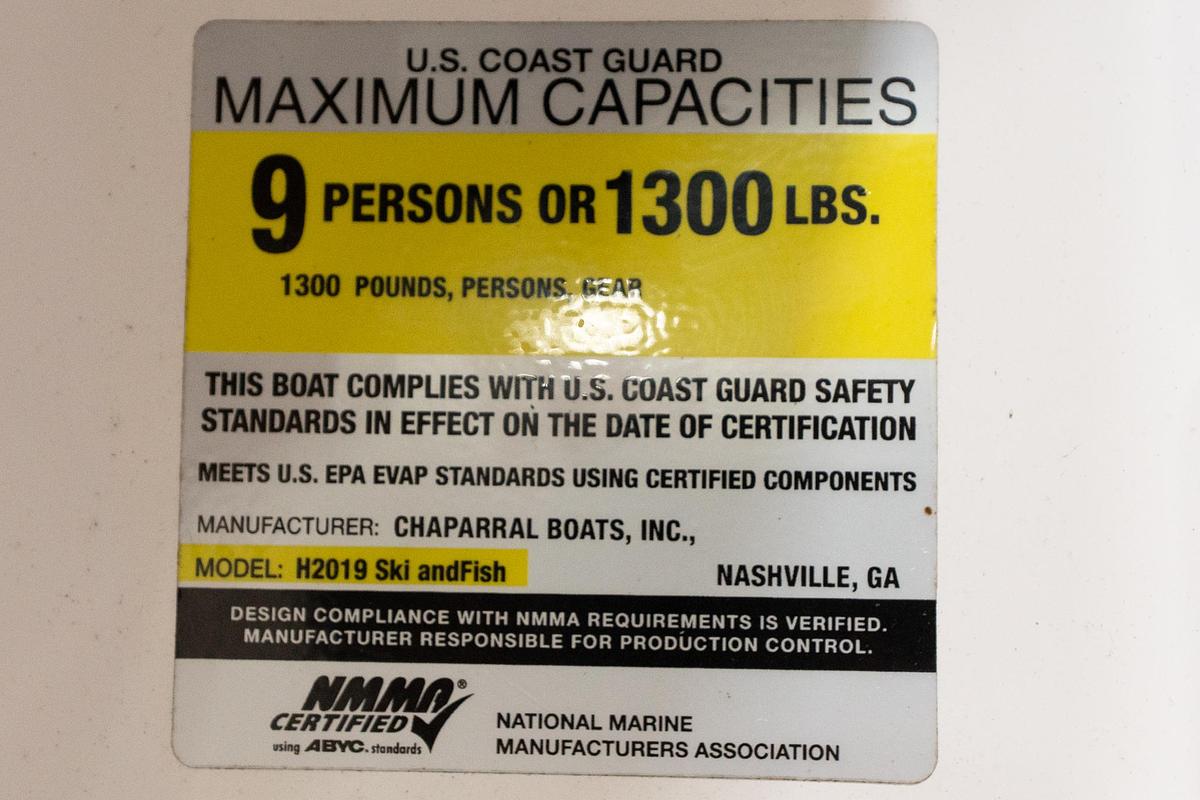 U.S. COAST GUARD
MAXIMUM CAPACITIES
9 PERSONS OR 1300 LBS.
1300 POUNDS, PERSONS, GEAR
THIS BOAT COMPLIES WITH U.S. COAST GUARD SAFETY
STANDARDS IN EFFECT ON THE DATE OF CERTIFICATION
MEETS U.S. EPA EVAP STANDARDS USING CERTIFIED COMPONENTS
MANUFACTURER: CHAPARRAL BOATS, INC.,
MODEL: H2019 Ski andFish NASHVILLE, GA
DESIGN COMPLIANCE WITH NMMA REQUIREMENTS IS VERIFIED.
MANUFACTURER RESPONSIBLE FOR PRODUCTION CONTROL.
NMMA®
CERTIFIED
using ABYC. standards
NATIONAL MARINE
MANUFACTURERS ASSOCIATION